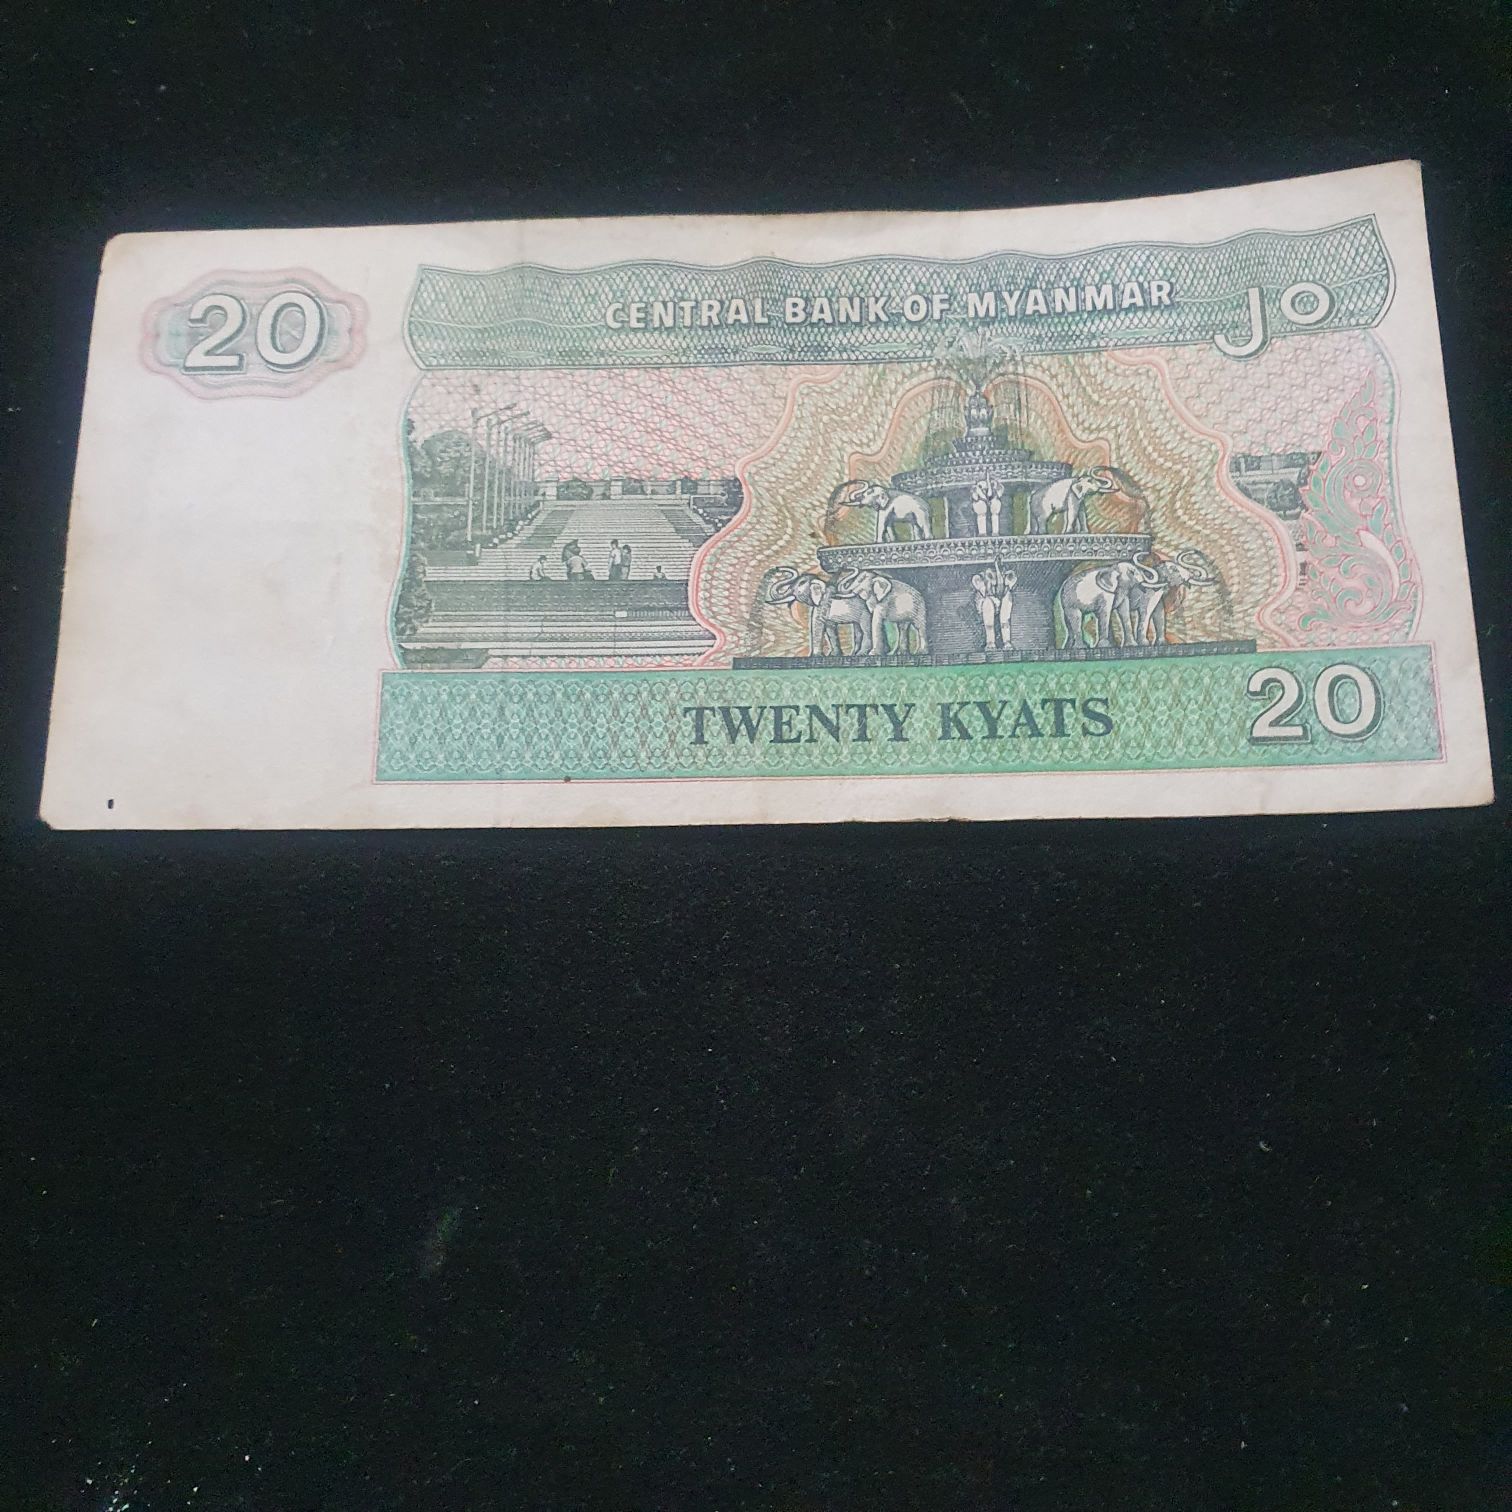 20
CENTRAL BANK OF MYANMAR
၂၀
TWENTY KYATS
20